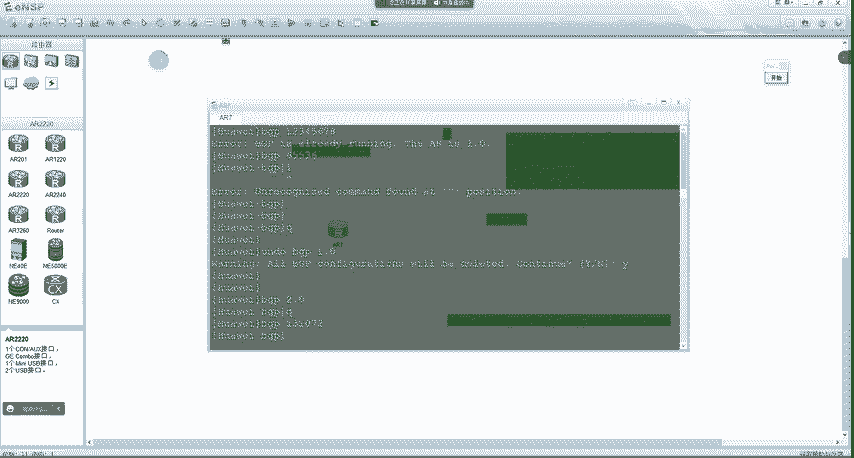 eNSP
路由器
AR2220
AR201
AR1220
AR2220
AR2240
AR3260
Router
NE40E
NE5000E
NE9000
CX
AR2220
1个CON/AUX接口，
GE Combo接口，
1个Mini USB接口，
2个USB接口。
开始
AR7
[Huawei]bgp 12345678
Error: BGP is already running. The AS is 1.0.
[Huawei]bgp 65536
[Huawei-bgp]1
^
Error: Unrecognized command found at '^' position.
[Huawei-bgp]
[Huawei-bgp]
[Huawei-bgp]q
[Huawei]
[Huawei]undo bgp 1.0
Warning: All BGP configurations will be deleted. Continue? [Y/N]: y
[Huawei]
[Huawei]
[Huawei]bgp 2.0
[Huawei-bgp]q
[Huawei]bgp 131072
[Huawei-bgp]